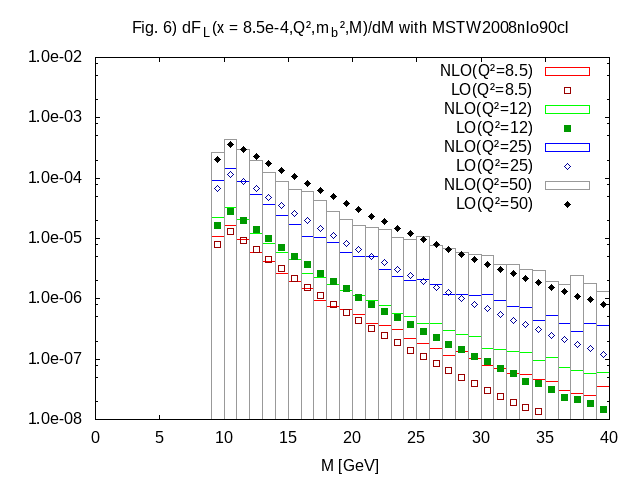 Fig. 6) dF_L(x = 8.5e-4,Q²,m_b²,M)/dM with MSTW2008nlo90cl
1.0e-02
1.0e-03
1.0e-04
1.0e-05
1.0e-06
1.0e-07
1.0e-08
NLO(Q²=8.5)
LO(Q²=8.5)
NLO(Q²=12)
LO(Q²=12)
NLO(Q²=25)
LO(Q²=25)
NLO(Q²=50)
LO(Q²=50)
0 5 10 15 20 25 30 35 40
M [GeV]